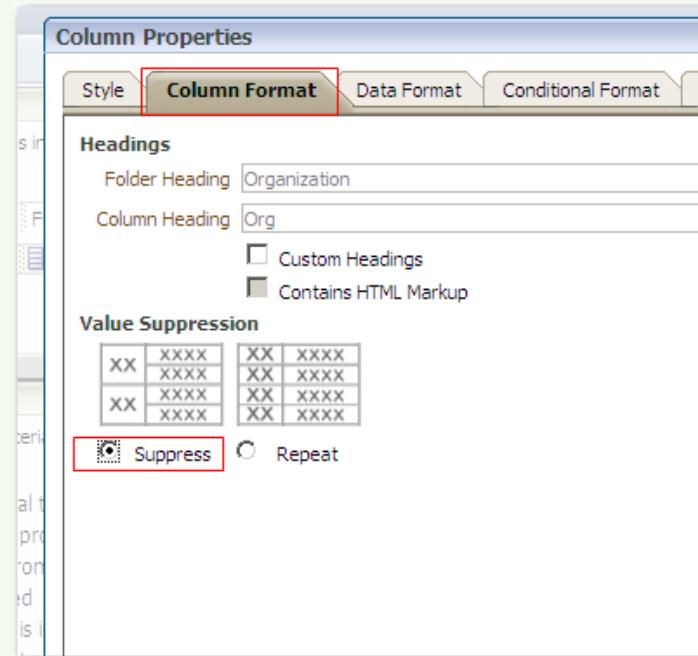 Column Properties
Style Column Format Data Format Conditional Format
Headings
Folder Heading Organization
Column Heading Org
Custom Headings
Contains HTML Markup
Value Suppression
XX XXXX XX XXXX
XXXX XX XXXX
XX XXXX XX XXXX
XXXX XX XXXX
Suppress Repeat
al t
is i